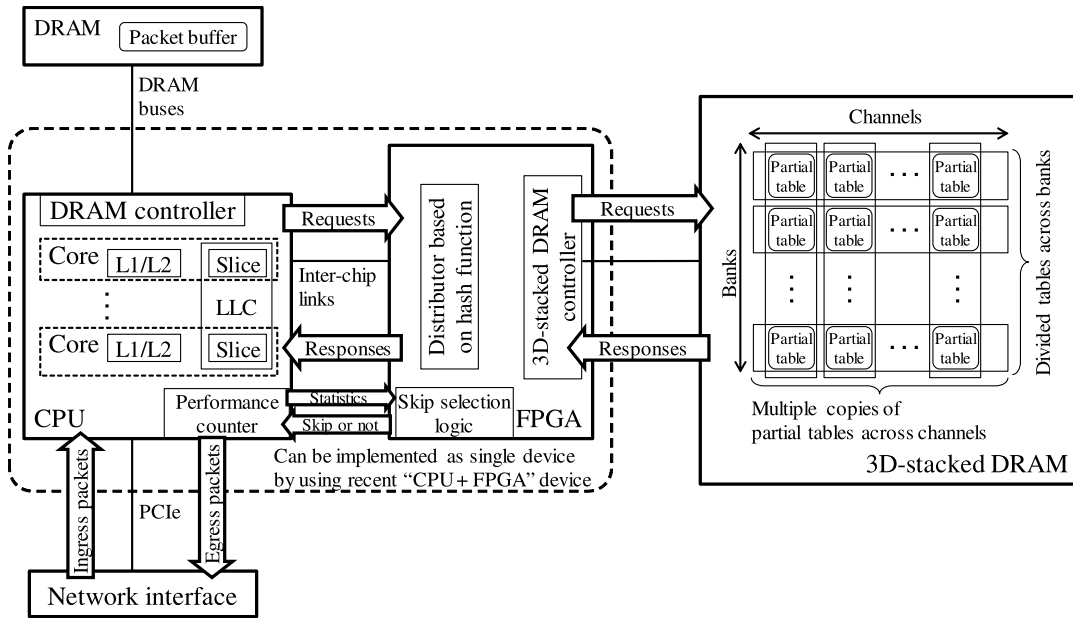 DRAM
Packet buffer
DRAM
buses
DRAM controller
Core
L1/L2
Slice
LLC
Core
L1/L2
Slice
CPU
Performance
counter
Requests
Inter-chip
links
Responses
Statistics
Skip or not
Distributor based
on hash function
3D-stacked DRAM
controller
Skip selection
logic
FPGA
Can be implemented as single device
by using recent “CPU + FPGA” device
Requests
Responses
Channels
Banks
Partial
table
Partial
table
Partial
table
Partial
table
Partial
table
Partial
table
Partial
table
Partial
table
Partial
table
Divided tables across banks
Multiple copies of
partial tables across channels
3D-stacked DRAM
Ingress packets
PCIe
Egress packets
Network interface